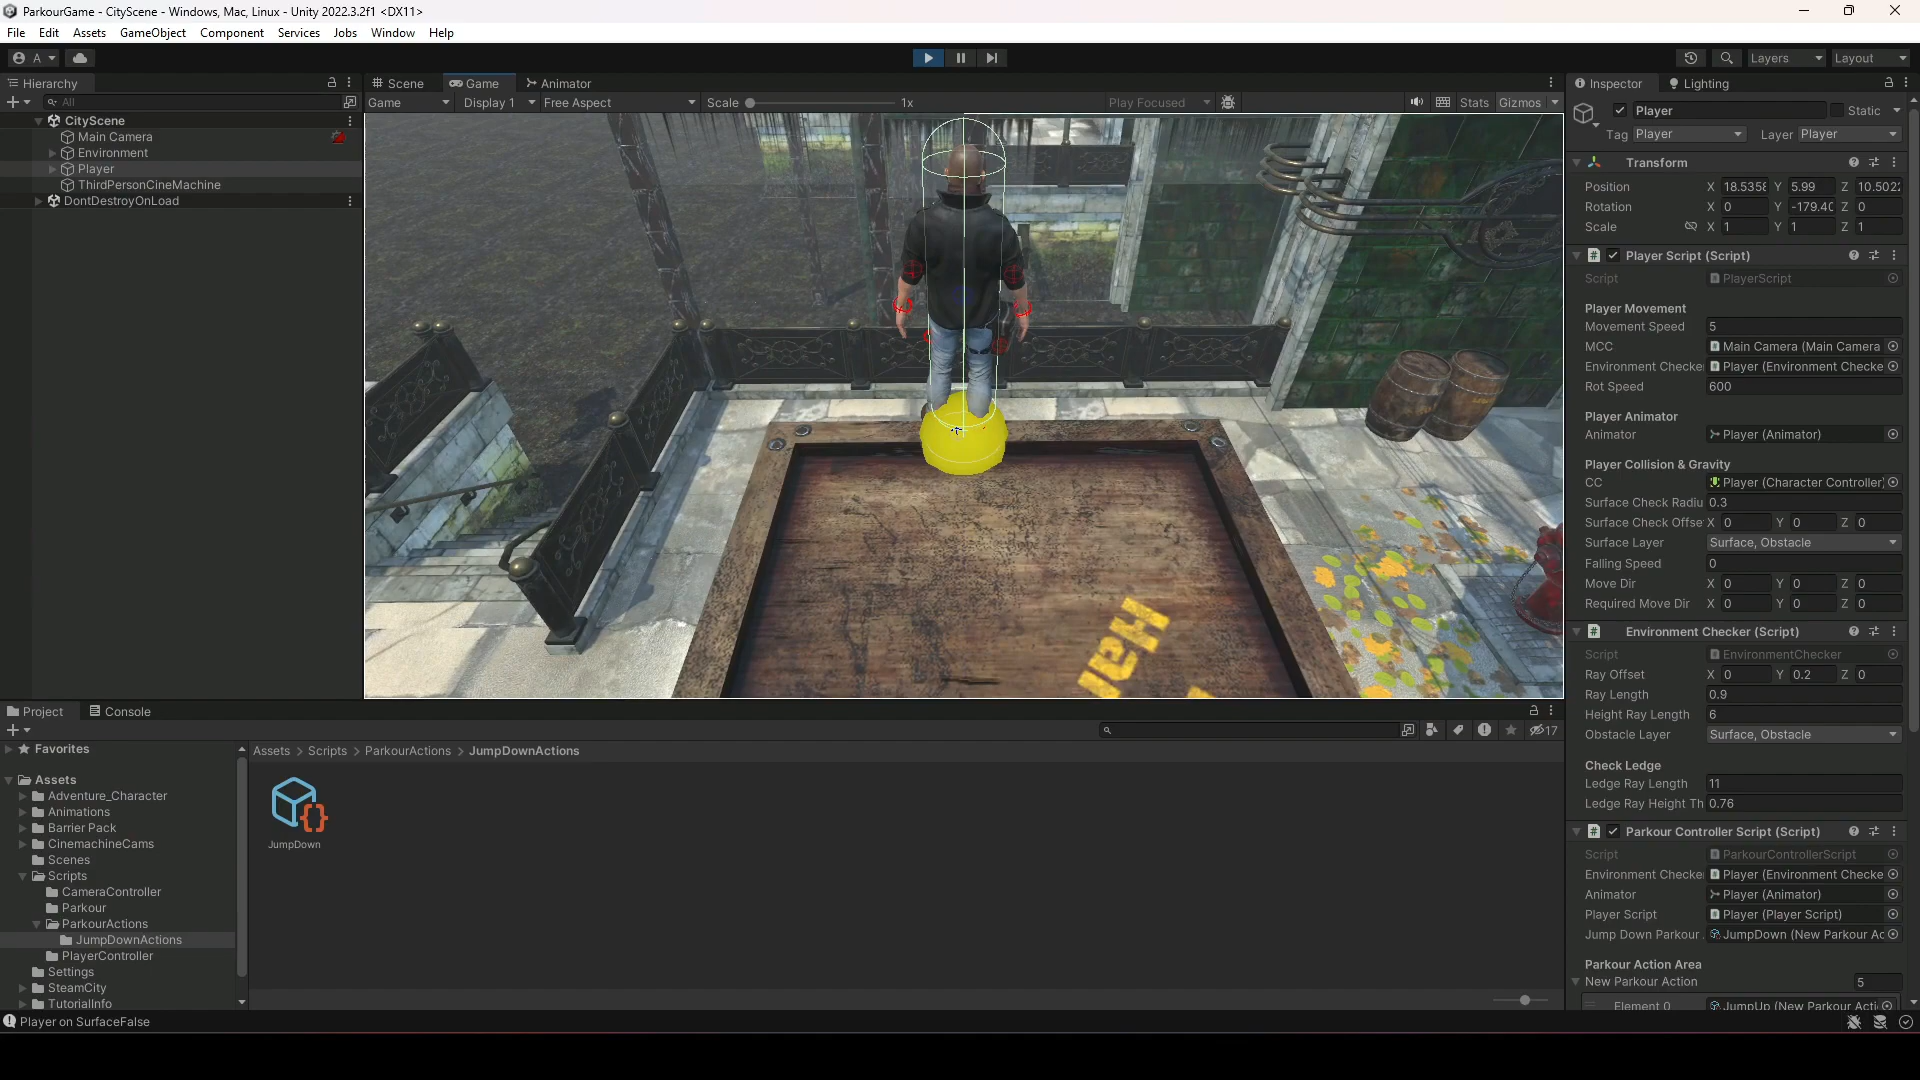 ParkourGame - CityScene - Windows, Mac, Linux - Unity 2022.3.2f1 <DX11>
File Edit Assets GameObject Component Services Jobs Window Help
A Layers Layout
Hierarchy
All
CityScene
Main Camera
Environment
Player
ThirdPersonCineMachine
DontDestroyOnLoad
Scene Game Animator
Game Display 1 Free Aspect Scale 1x Play Focused Stats Gizmos
Hal
Inspector Lighting
Player Static
Tag Player Layer Player
Transform
Position X 18.5358 Y 5.99 Z 10.5022
Rotation X 0 Y -179.40 Z 0
Scale X 1 Y 1 Z 1
Player Script (Script)
Script PlayerScript
Player Movement
Movement Speed 5
MCC Main Camera (Main Camera
Environment Checke Player (Environment Checke
Rot Speed 600
Player Animator
Animator Player (Animator)
Player Collision & Gravity
CC Player (Character Controller)
Surface Check Radiu 0.3
Surface Check Offse X 0 Y 0 Z 0
Surface Layer Surface, Obstacle
Falling Speed 0
Move Dir X 0 Y 0 Z 0
Required Move Dir X 0 Y 0 Z 0
Environment Checker (Script)
Script EnvironmentChecker
Ray Offset X 0 Y 0.2 Z 0
Ray Length 0.9
Height Ray Length 6
Obstacle Layer Surface, Obstacle
Check Ledge
Ledge Ray Length 11
Ledge Ray Height Th 0.76
Parkour Controller Script (Script)
Script ParkourControllerScript
Environment Checke Player (Environment Checke
Animator Player (Animator)
Player Script Player (Player Script)
Jump Down Parkour JumpDown (New Parkour Ac
Parkour Action Area
New Parkour Action 5
Element 0 JumpUp (New Parkour Acti
Project Console
17
Favorites
Assets
Adventure_Character
Animations
Barrier Pack
CinemachineCams
Scenes
Scripts
CameraController
Parkour
ParkourActions
JumpDownActions
PlayerController
Settings
SteamCity
TutorialInfo
Assets > Scripts > ParkourActions > JumpDownActions
JumpDown
Player on SurfaceFalse